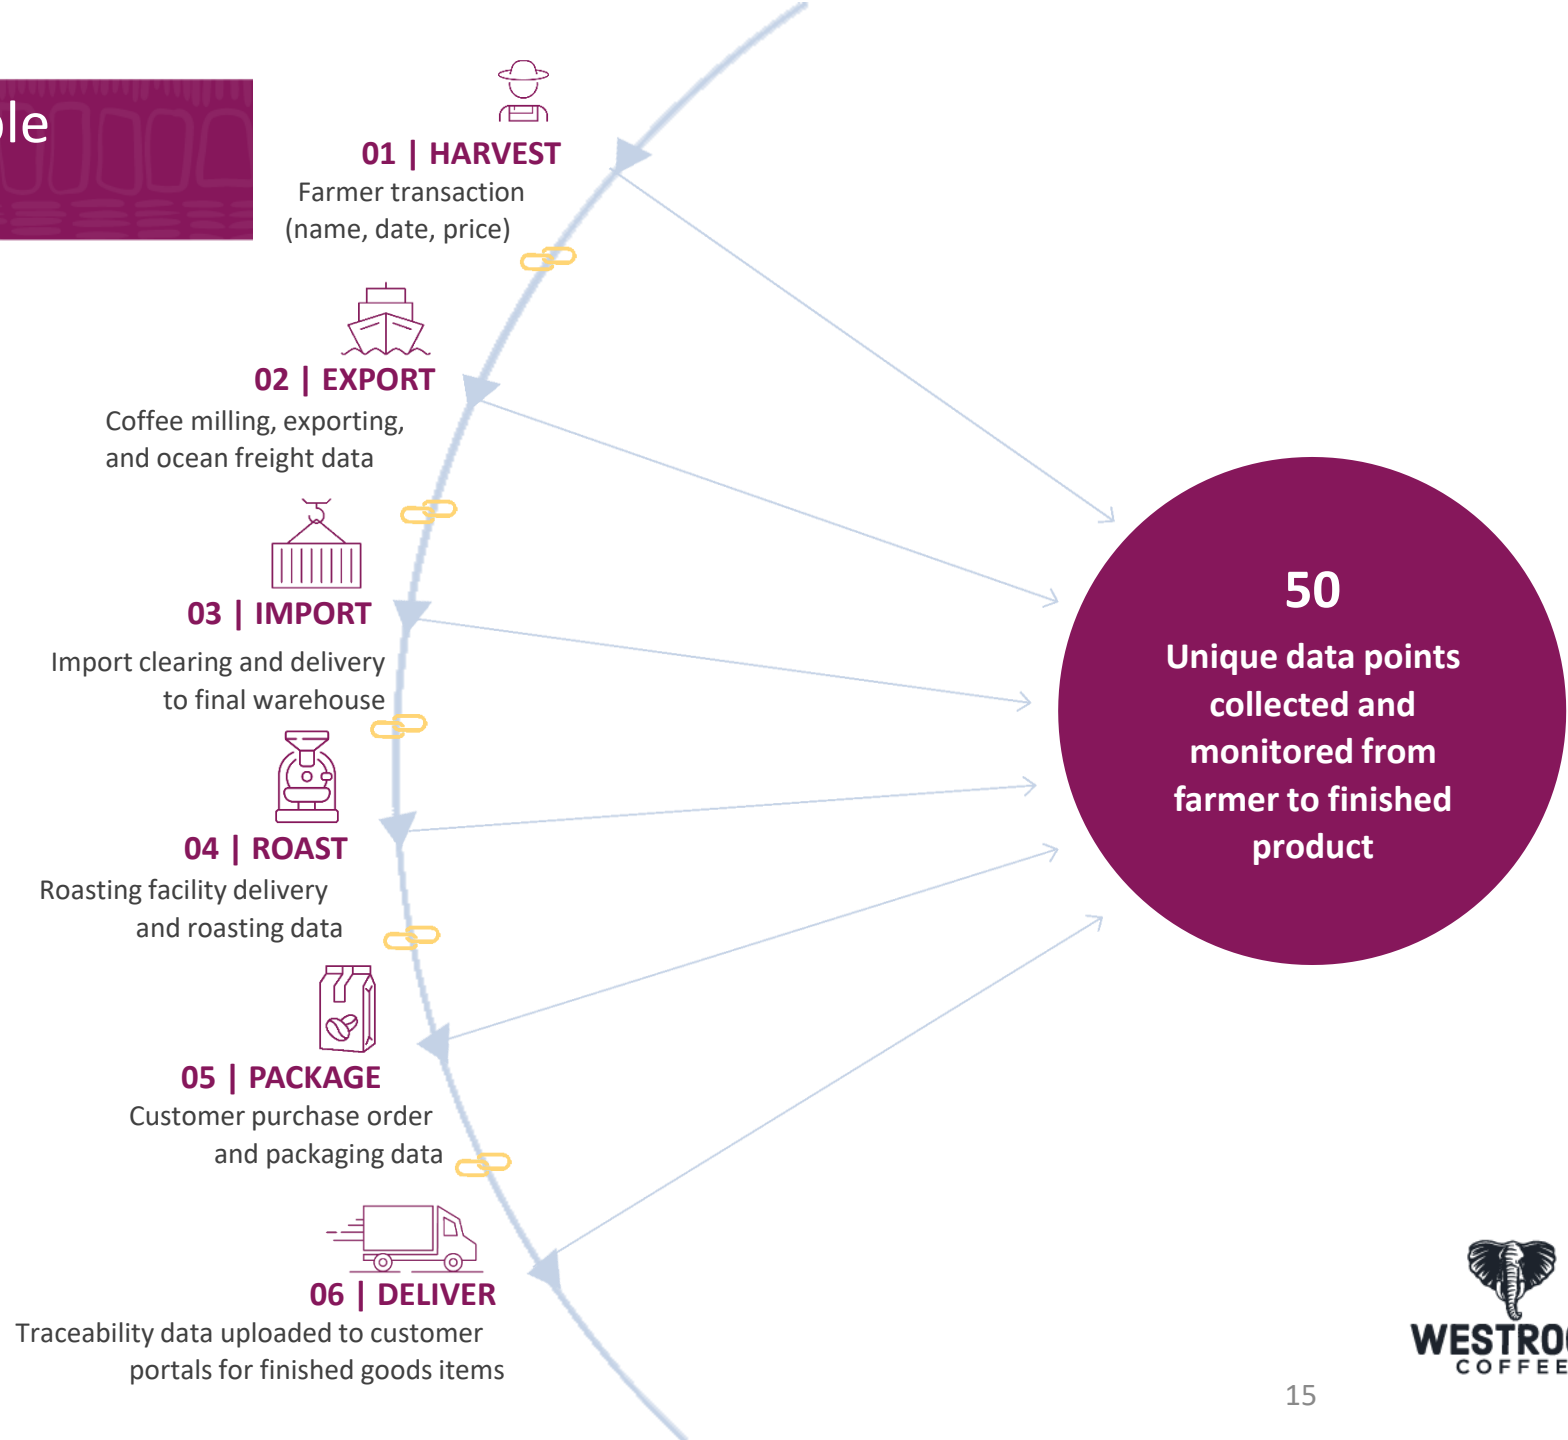 01 | HARVEST
Farmer transaction
(name, date, price)
02 | EXPORT
Coffee milling, exporting,
and ocean freight data
03 | IMPORT
Import clearing and delivery
to final warehouse
04 | ROAST
Roasting facility delivery
and roasting data
05 | PACKAGE
Customer purchase order
and packaging data
06 | DELIVER
Traceability data uploaded to customer
portals for finished goods items
50
Unique data points
collected and
monitored from
farmer to finished
product
COFFEE
15